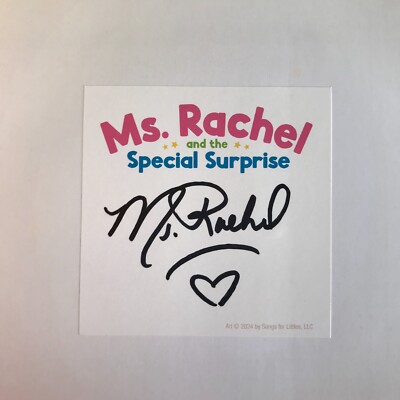 Ms. Rachel
and the
Special Surprise
Ms. Rachel
Art © 2024 by Songs for Littles, LLC